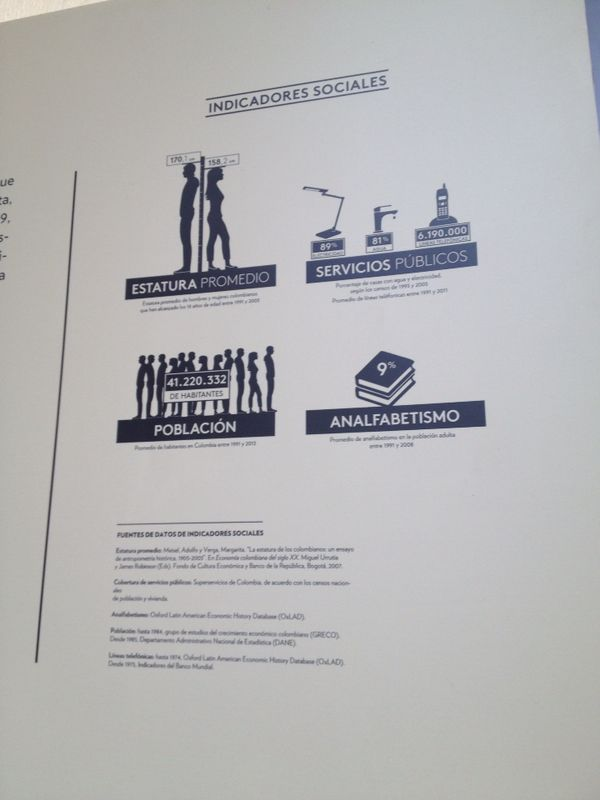 INDICADORES SOCIALES
ue
ta,
9,
s-
i-
a
170,1 cm
158,2 cm
ESTATURA PROMEDIO
Estatura promedio de hombres y mujeres colombianos
que han alcanzado los 18 años de edad entre 1991 y 2003
89%
ELECTRICIDAD
81%
AGUA
6.190.000
LÍNEAS TELEFÓNICAS
SERVICIOS PÚBLICOS
Porcentaje de casas con agua y electricidad,
según los censos de 1993 y 2005
Promedio de líneas telefónicas entre 1991 y 2011
41.220.332
DE HABITANTES
POBLACIÓN
Promedio de habitantes en Colombia entre 1991 y 2013
9%
ANALFABETISMO
Promedio de analfabetismo en la población adulta
entre 1991 y 2008
FUENTES DE DATOS DE INDICADORES SOCIALES
Estatura promedio: Meisel, Adolfo y Verga, Margarita. "La estatura de los colombianos: un ensayo
de antropometría histórica. 1905-2003". En Economía colombiana del siglo XX. Miguel Urrutia
y James Robinson (Eds). Fondo de Cultura Económica y Banco de la República, Bogotá, 2007.
Cobertura de servicios públicos: Superservicios de Colombia, de acuerdo con los censos nacion-
ales
de población y vivienda.
Analfabetismo: Oxford Latin American Economic History Database (OxLAD).
Población: hasta 1984, grupo de estudios del crecimiento económico colombiano (GRECO).
Desde 1985, Departamento Administrativo Nacional de Estadística (DANE).
Líneas telefónicas: hasta 1974, Oxford Latin American Economic History Database (OxLAD).
Desde 1975, Indicadores del Banco Mundial.